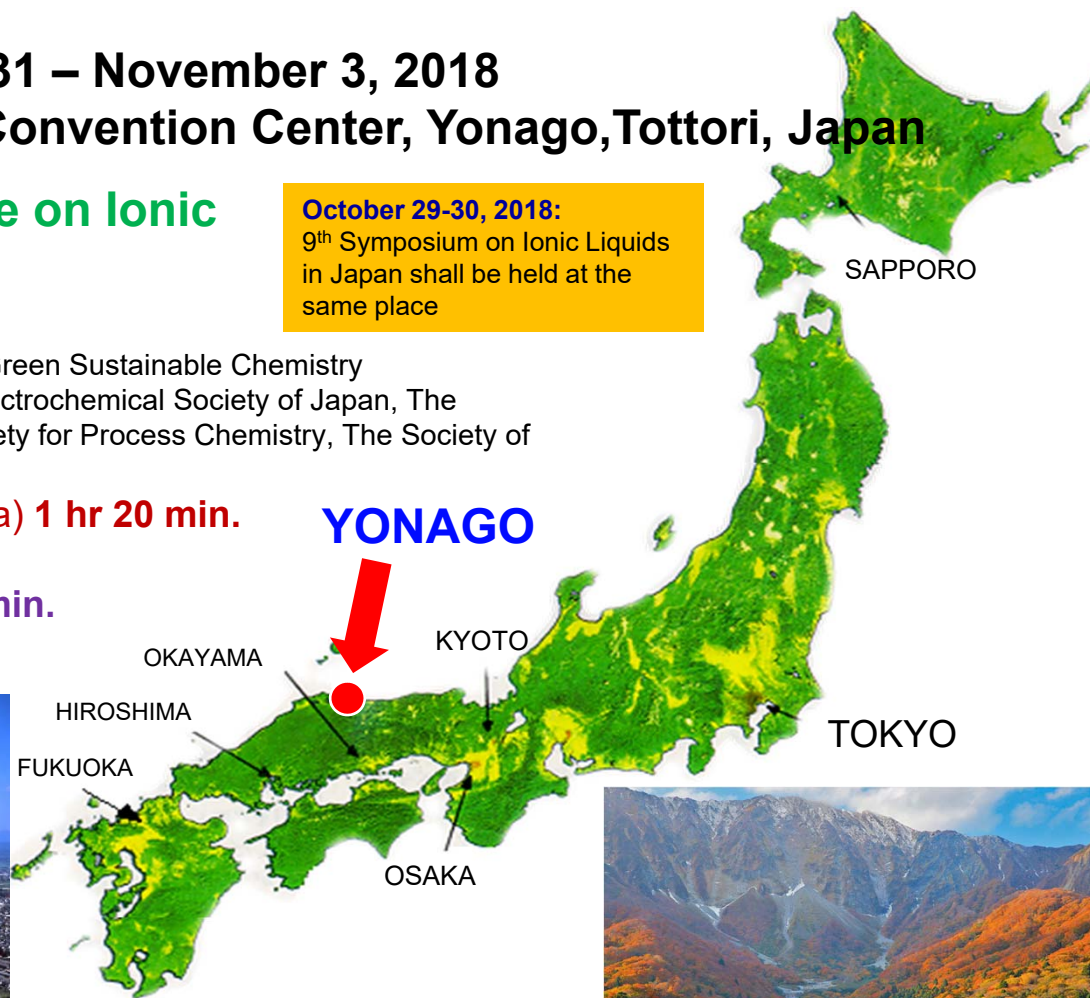 31 – November 3, 2018
Convention Center, Yonago,Tottori, Japan
e on Ionic
October 29-30, 2018:
9th Symposium on Ionic Liquids
in Japan shall be held at the
same place
SAPPORO
Green Sustainable Chemistry
ctrochemical Society of Japan, The
ety for Process Chemistry, The Society of
a) 1 hr 20 min.
YONAGO
min.
KYOTO
OKAYAMA
HIROSHIMA
TOKYO
FUKUOKA
OSAKA